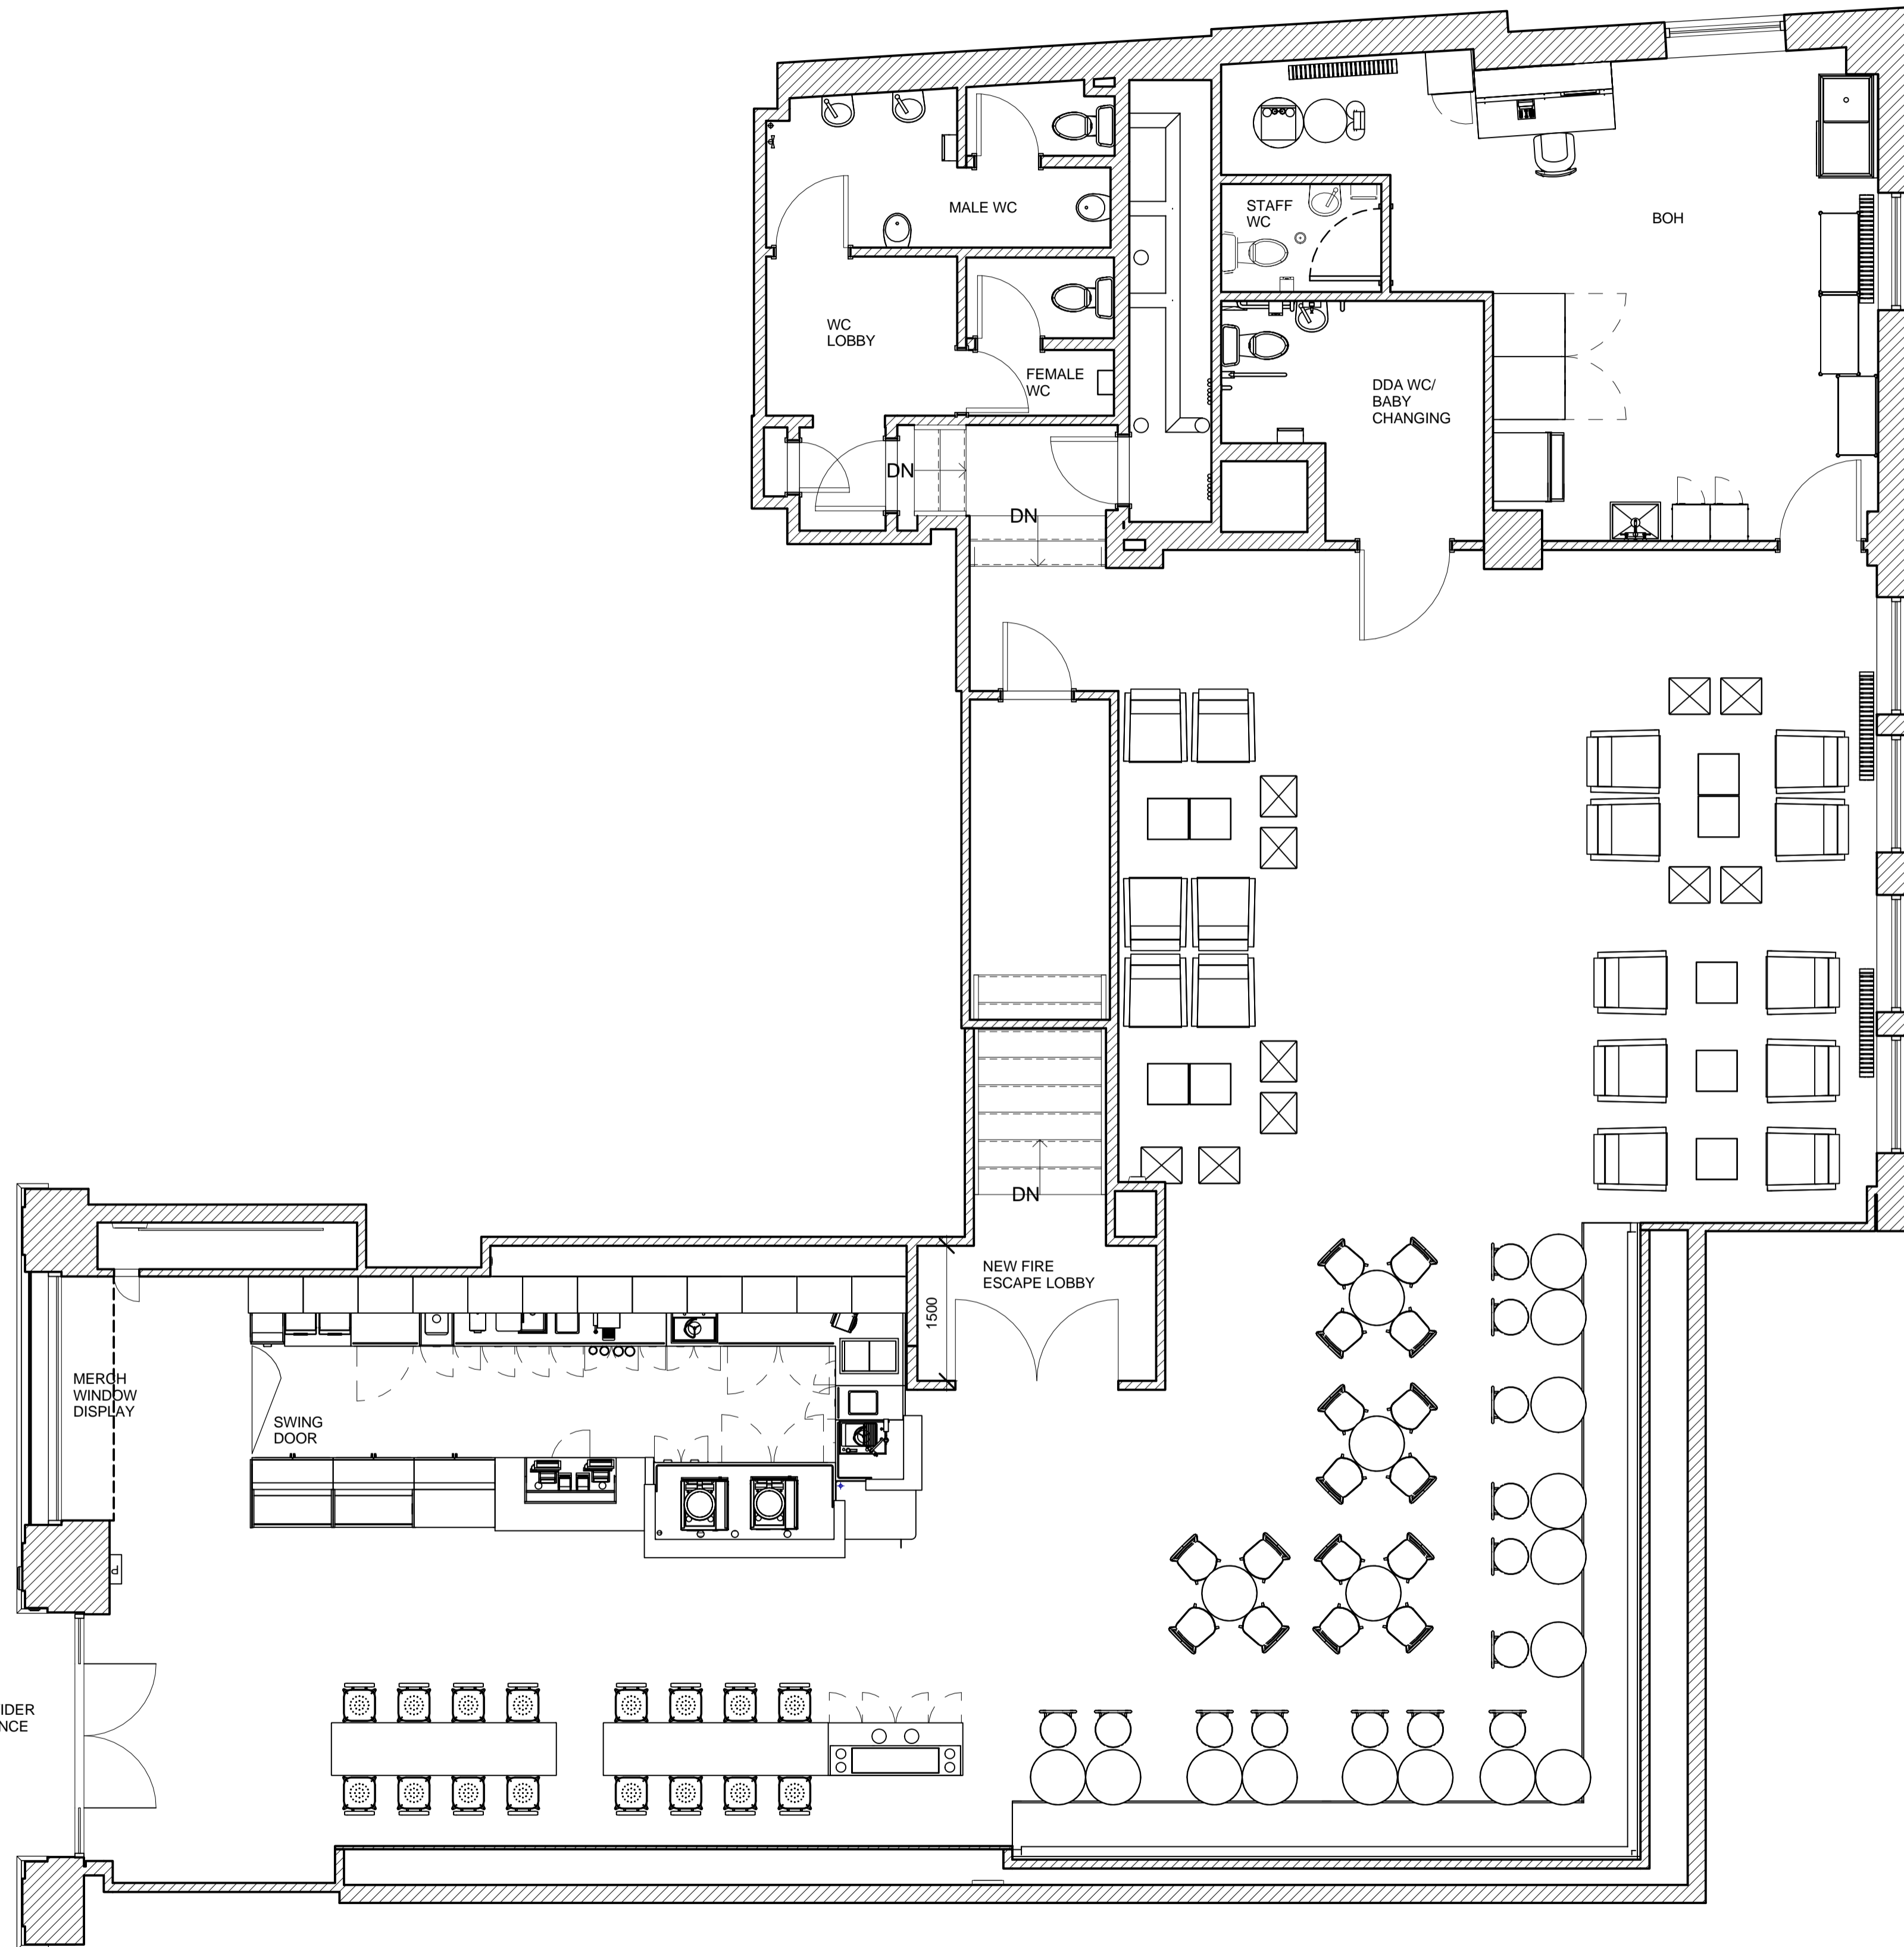 MALE WC
STAFF
WC
BOH
WC
LOBBY
FEMALE
WC
DDA WC/
BABY
CHANGING
DN
DN
DN
NEW FIRE
ESCAPE LOBBY
1500
MERCH
WINDOW
DISPLAY
SWING
DOOR
IDER
NCE